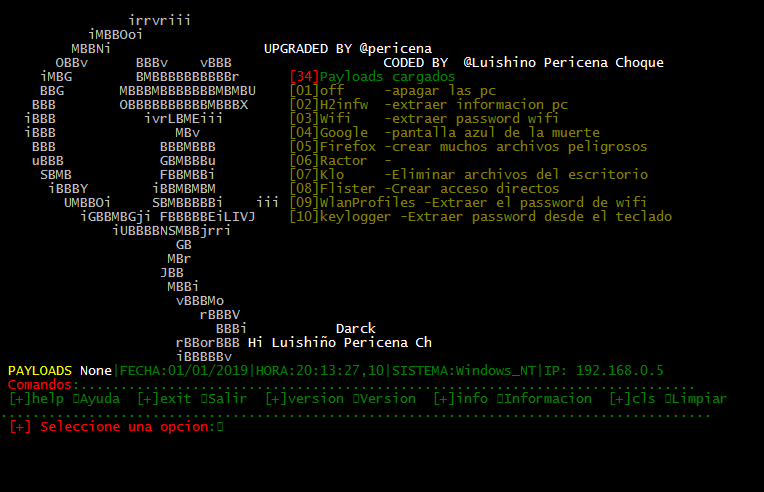 irrvriii
iMBBOoi
MBBNi UPGRADED BY @pericena
OBBv BBBv vBBB CODED BY @Luishino Pericena Choque
iMBG BMBBBBBBBBBBr [34]Payloads cargados
BBG MBBBMBBBBBBBMBMBU [01]off -apagar las pc
BBB OBBBBBBBBBBMBBBX [02]H2infw -extraer informacion pc
iBBB ivrLBMEiii [03]Wifi -extraer password wifi
iBBB MBv [04]Google -pantalla azul de la muerte
BBB BBBMBBB [05]Firefox -crear muchos archivos peligrosos
uBBB GBMBBBu [06]Ractor -
SBMB FBBMBBi [07]Klo -Eliminar archivos del escritorio
iBBBY iBBMBMBM [08]Flister -Crear acceso directos
UMBBOi SBMBBBBBi iii [09]WlanProfiles -Extraer el password de wifi
iGBBMBGji FBBBBBEiLIVJ [10]keylogger -Extraer password desde el teclado
iUBBBBNSMBBjrri
GB
MBr
JBB
MBBi
vBBBMo
rBBBV
BBBi Darck
rBBorBBB Hi Luishiño Pericena Ch
iBBBBBv
PAYLOADS None|FECHA:01/01/2019|HORA:20:13:27,10|SISTEMA:Windows_NT|IP: 192.168.0.5
Comandos:.............................................................................
[+]help Ayuda [+]exit Salir [+]version Version [+]info Informacion [+]cls Limpiar
.........................................................................................
[+] Seleccione una opcion: